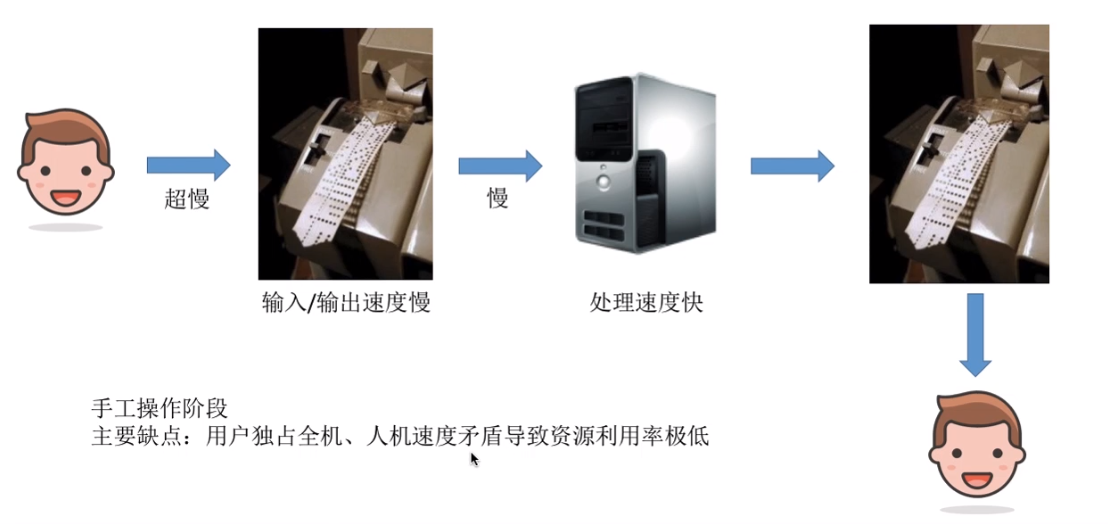 超慢
慢
输入/输出速度慢
处理速度快
手工操作阶段
主要缺点：用户独占全机、人机速度矛盾导致资源利用率极低